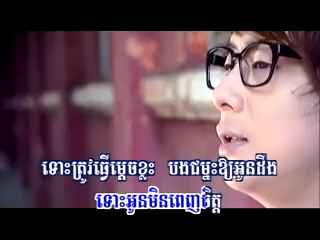 ទោះត្រូវធ្វើម្ដេចខ្លះ បងជម្នះឱ្យអូនដឹង
ទោះអូនមិនពេញចិត្ត